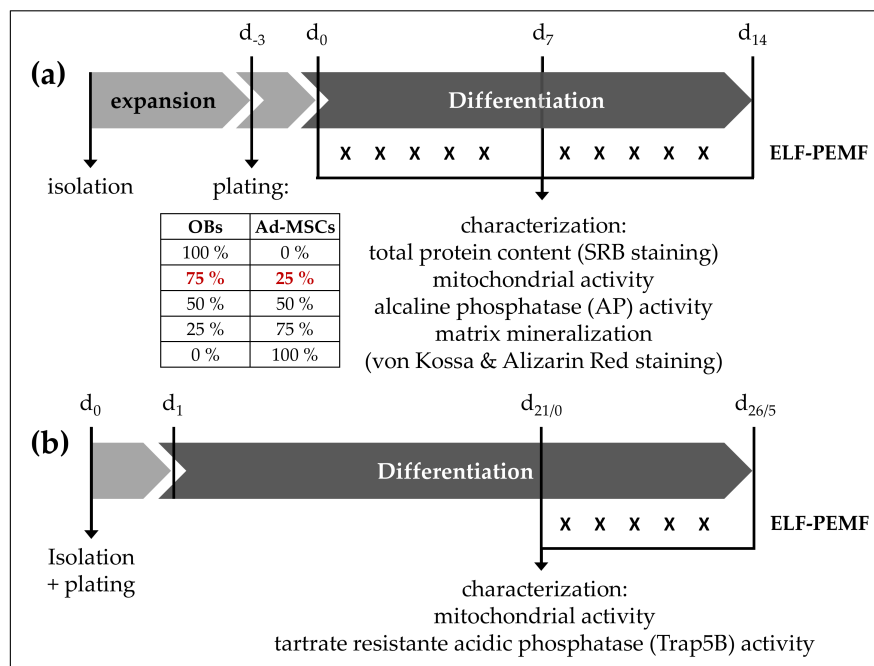 d-3 d0 d7 d14
(a)
expansion Differentiation
X X X X X X X X X X ELF-PEMF
isolation plating:
OBs Ad-MSCs
100 % 0 %
75 % 25 %
50 % 50 %
25 % 75 %
0 % 100 %
characterization:
total protein content (SRB staining)
mitochondrial activity
alcaline phosphatase (AP) activity
matrix mineralization
(von Kossa & Alizarin Red staining)
d0 d1 d21/0 d26/5
(b)
Differentiation
X X X X X ELF-PEMF
Isolation
+ plating
characterization:
mitochondrial activity
tartrate resistante acidic phosphatase (Trap5B) activity